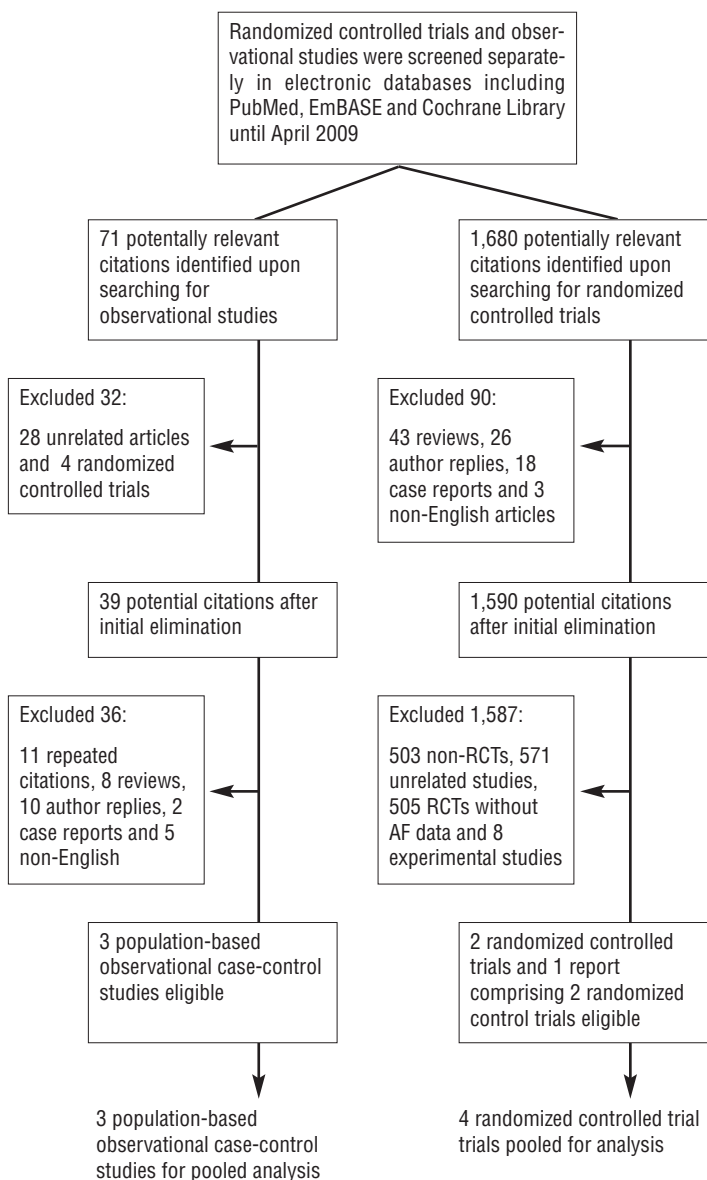 Randomized controlled trials and obser-
vational studies were screened separate-
ly in electronic databases including
PubMed, EmBASE and Cochrane Library
until April 2009
71 potentially relevant
citations identified upon
searching for
observational studies
1,680 potentially relevant
citations identified upon
searching for randomized
controlled trials
Excluded 32:
28 unrelated articles
and 4 randomized
controlled trials
Excluded 90:
43 reviews, 26
author replies, 18
case reports and 3
non-English articles
39 potential citations after
initial elimination
1,590 potential citations
after initial elimination
Excluded 36:
11 repeated
citations, 8 reviews,
10 author replies, 2
case reports and 5
non-English
Excluded 1,587:
503 non-RCTs, 571
unrelated studies,
505 RCTs without
AF data and 8
experimental studies
3 population-based
observational case-control
studies eligible
2 randomized controlled
trials and 1 report
comprising 2 randomized
control trials eligible
3 population-based
observational case-control
studies for pooled analysis
4 randomized controlled trial
trials pooled for analysis